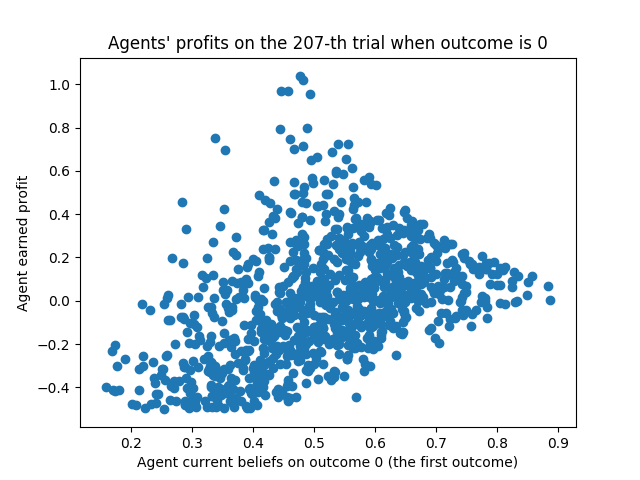 Agents' profits on the 207-th trial when outcome is 0
1.0
0.8
0.6
0.4
0.2
0.0
−0.2
−0.4
Agent earned profit
0.2 0.3 0.4 0.5 0.6 0.7 0.8 0.9
Agent current beliefs on outcome 0 (the first outcome)